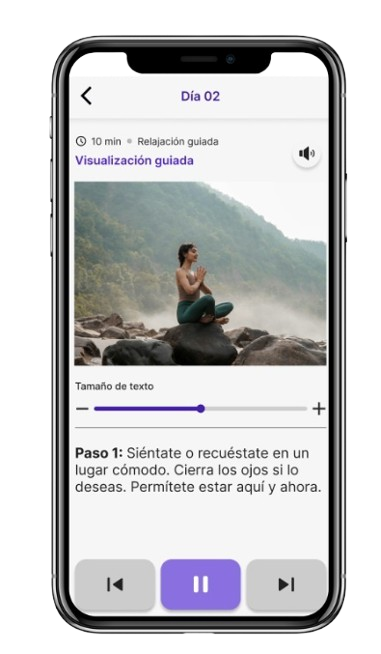 Día 02
10 min • Relajación guiada
Visualización guiada
Tamaño de texto
Paso 1: Siéntate o recuéstate en un
lugar cómodo. Cierra los ojos si lo
deseas. Permítete estar aquí y ahora.